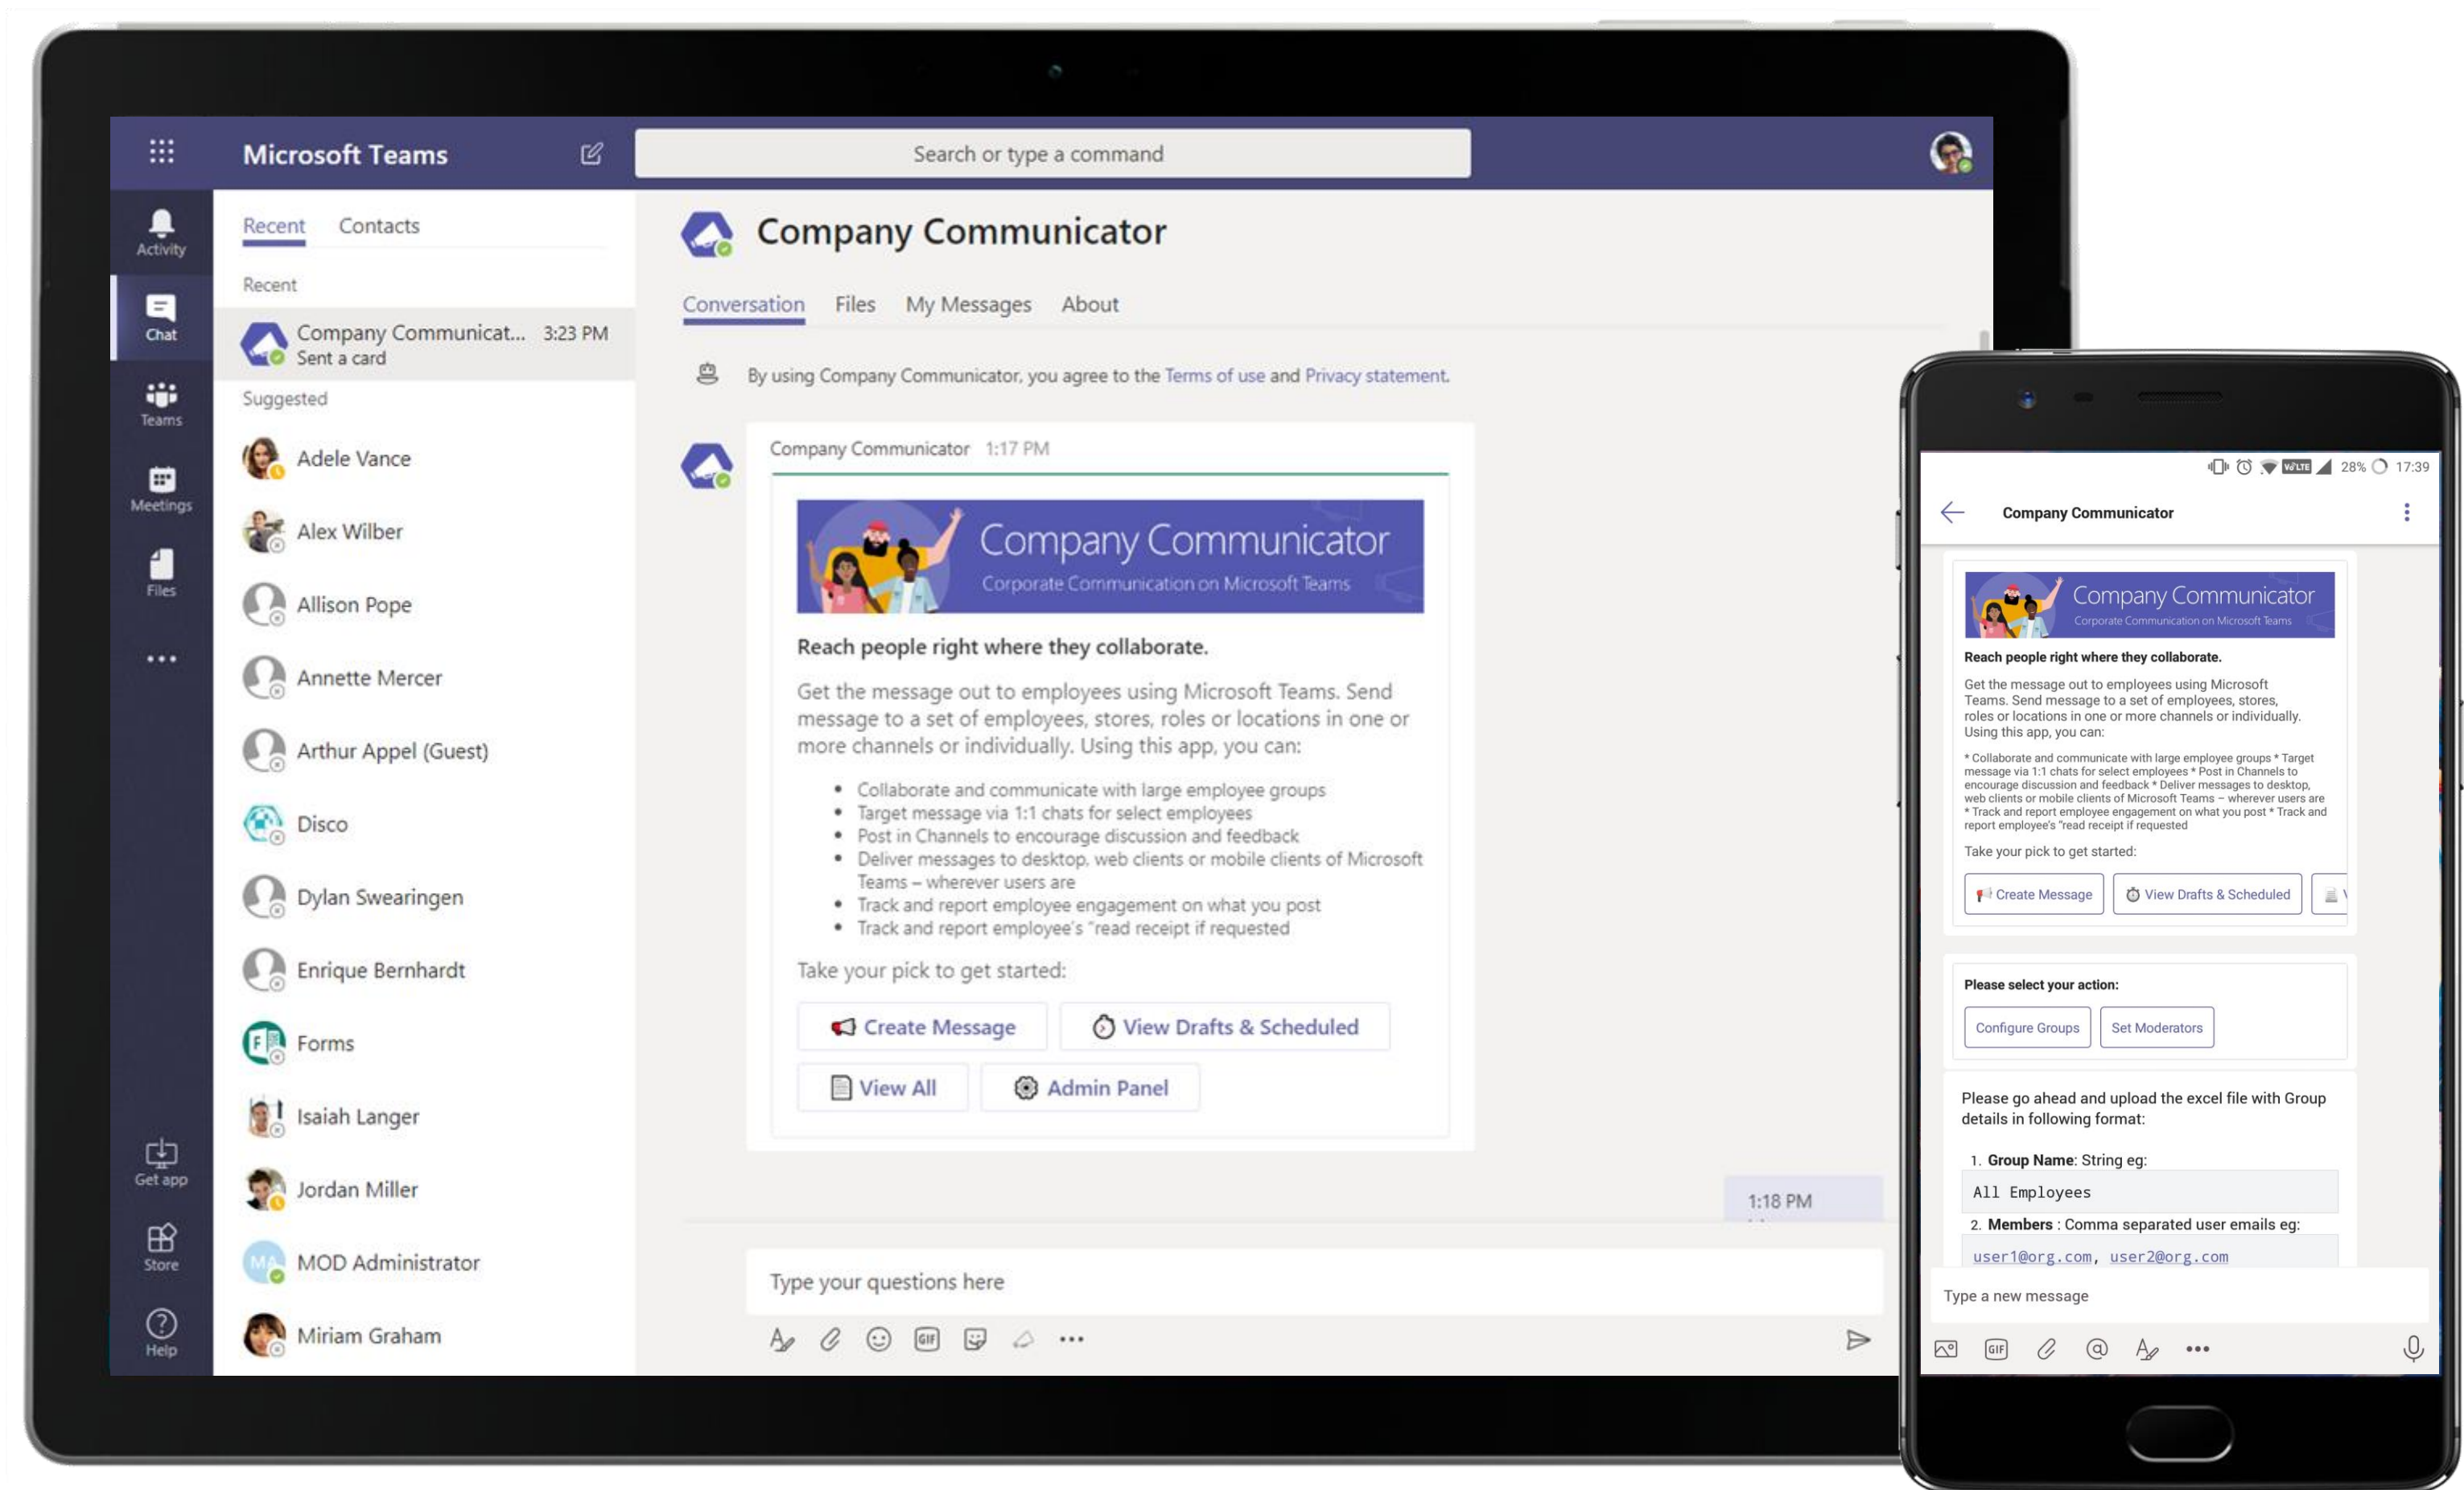 Microsoft Teams
Search or type a command
Activity
Chat
Teams
Meetings
Files
Get app
Store
Help
Recent Contacts
Recent
Company Communicat... 3:23 PM
Sent a card
Suggested
Adele Vance
Alex Wilber
Allison Pope
Annette Mercer
Arthur Appel (Guest)
Disco
Dylan Swearingen
Enrique Bernhardt
Forms
Isaiah Langer
Jordan Miller
MA
MOD Administrator
Miriam Graham
Company Communicator
Conversation Files My Messages About
By using Company Communicator, you agree to the Terms of use and Privacy statement.
Company Communicator 1:17 PM
Company Communicator
Corporate Communication on Microsoft Teams
Reach people right where they collaborate.
Get the message out to employees using Microsoft Teams. Send
message to a set of employees, stores, roles or locations in one or
more channels or individually. Using this app, you can:
• Collaborate and communicate with large employee groups
• Target message via 1:1 chats for select employees
• Post in Channels to encourage discussion and feedback
• Deliver messages to desktop, web clients or mobile clients of Microsoft
Teams – wherever users are
• Track and report employee engagement on what you post
• Track and report employee's "read receipt if requested
Take your pick to get started:
Create Message View Drafts & Scheduled
View All Admin Panel
1:18 PM
Type your questions here
GIF
VoLTE 28% 17:39
Company Communicator
Company Communicator
Corporate Communication on Microsoft Teams
Reach people right where they collaborate.
Get the message out to employees using Microsoft
Teams. Send message to a set of employees, stores,
roles or locations in one or more channels or individually.
Using this app, you can:
* Collaborate and communicate with large employee groups * Target
message via 1:1 chats for select employees * Post in Channels to
encourage discussion and feedback * Deliver messages to desktop,
web clients or mobile clients of Microsoft Teams – wherever users are
* Track and report employee engagement on what you post * Track and
report employee's "read receipt if requested
Take your pick to get started:
Create Message View Drafts & Scheduled
Please select your action:
Configure Groups Set Moderators
Please go ahead and upload the excel file with Group
details in following format:
1. Group Name: String eg:
All Employees
2. Members : Comma separated user emails eg:
user1@org.com, user2@org.com
Type a new message
GIF